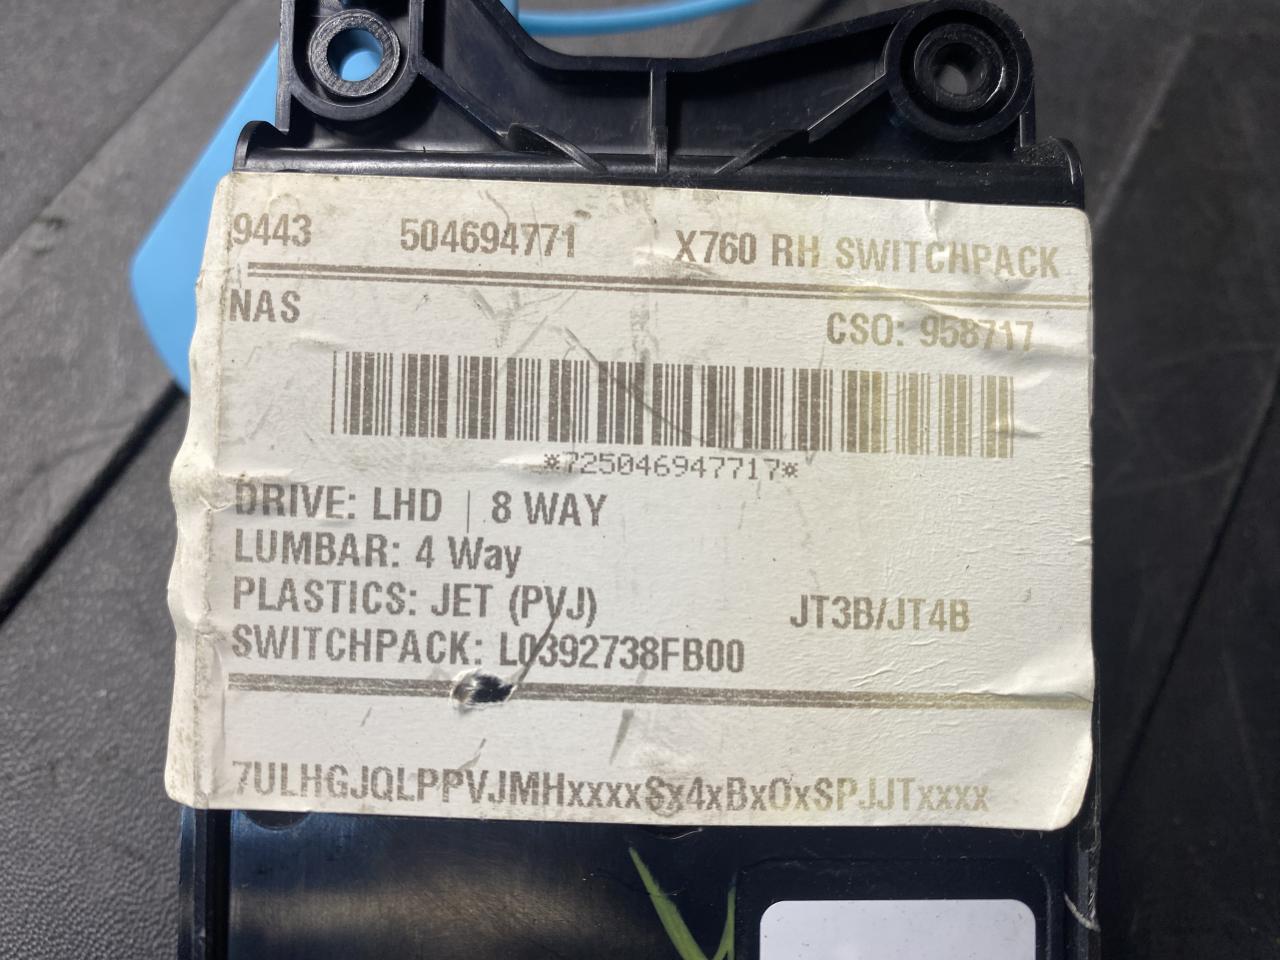 9443 504694771 X760 RH SWITCHPACK
NAS
CSO: 958717
*725046947717*
DRIVE: LHD | 8 WAY
LUMBAR: 4 Way
PLASTICS: JET (PVJ) JT3B/JT4B
SWITCHPACK: L0392738FB00
7ULHGJQLPPVJMHxxxxSx4xBxOxSPJJTxxxx